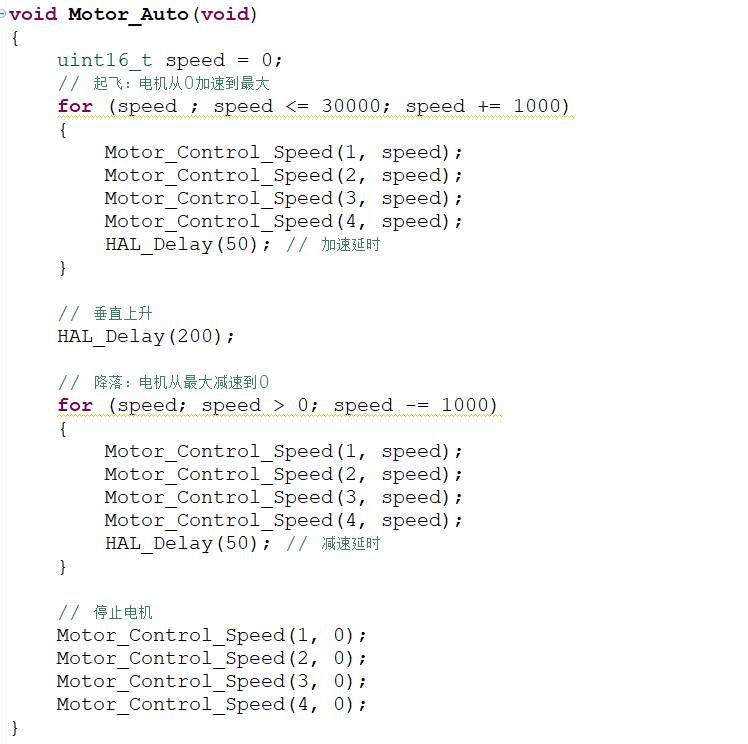 void Motor_Auto(void)
{
    uint16_t speed = 0;
    // 起飞：电机从0加速到最大
    for (speed ; speed <= 30000; speed += 1000)
    {
        Motor_Control_Speed(1, speed);
        Motor_Control_Speed(2, speed);
        Motor_Control_Speed(3, speed);
        Motor_Control_Speed(4, speed);
        HAL_Delay(50); // 加速延时
    }

    // 垂直上升
    HAL_Delay(200);

    // 降落：电机从最大减速到0
    for (speed; speed > 0; speed -= 1000)
    {
        Motor_Control_Speed(1, speed);
        Motor_Control_Speed(2, speed);
        Motor_Control_Speed(3, speed);
        Motor_Control_Speed(4, speed);
        HAL_Delay(50); // 减速延时
    }

    // 停止电机
    Motor_Control_Speed(1, 0);
    Motor_Control_Speed(2, 0);
    Motor_Control_Speed(3, 0);
    Motor_Control_Speed(4, 0);
}